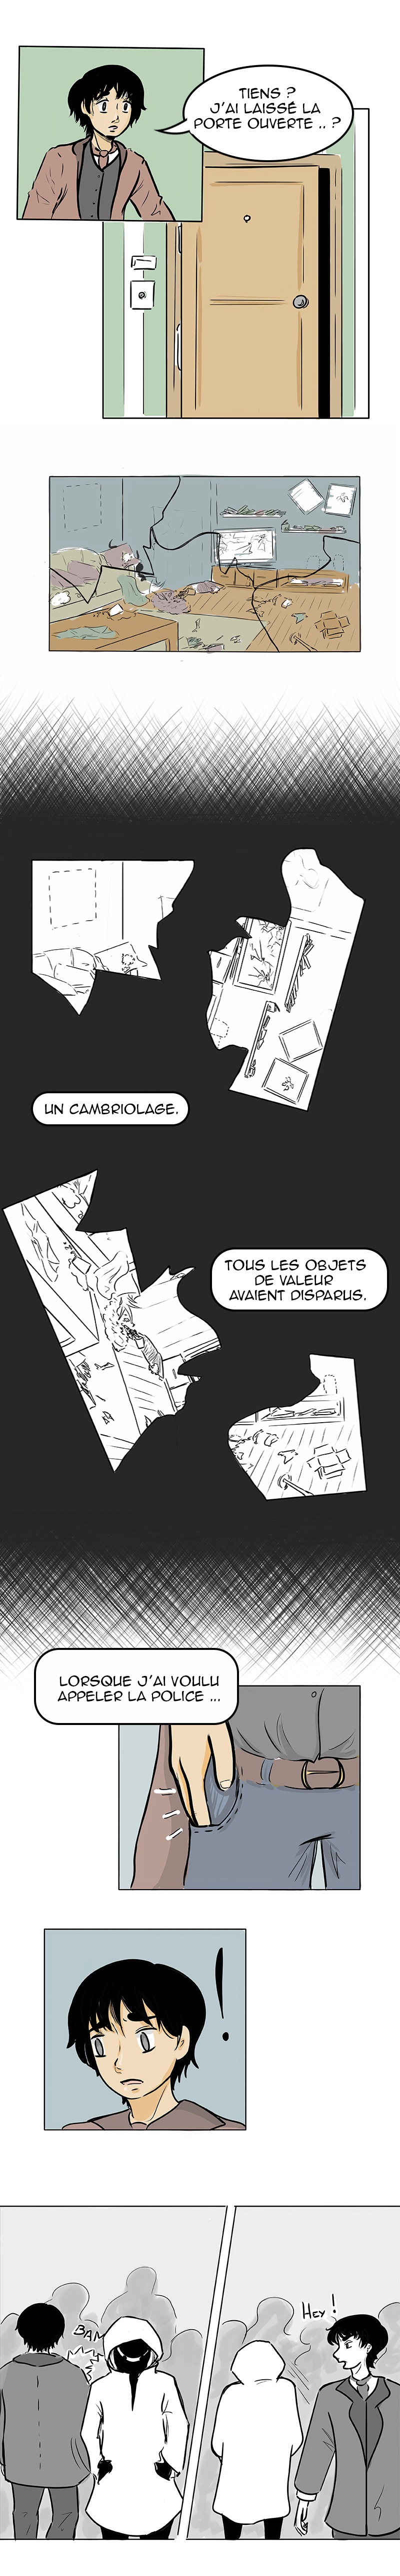 TIENS ?
J'AI LAISSÉ LA
PORTE OUVERTE .. ?
UN CAMBRIOLAGE.
TOUS LES OBJETS
DE VALEUR
AVAIENT DISPARUS.
LORSQUE J'AI VOULU
APPELER LA POLICE ...
!
BAM
HEY !